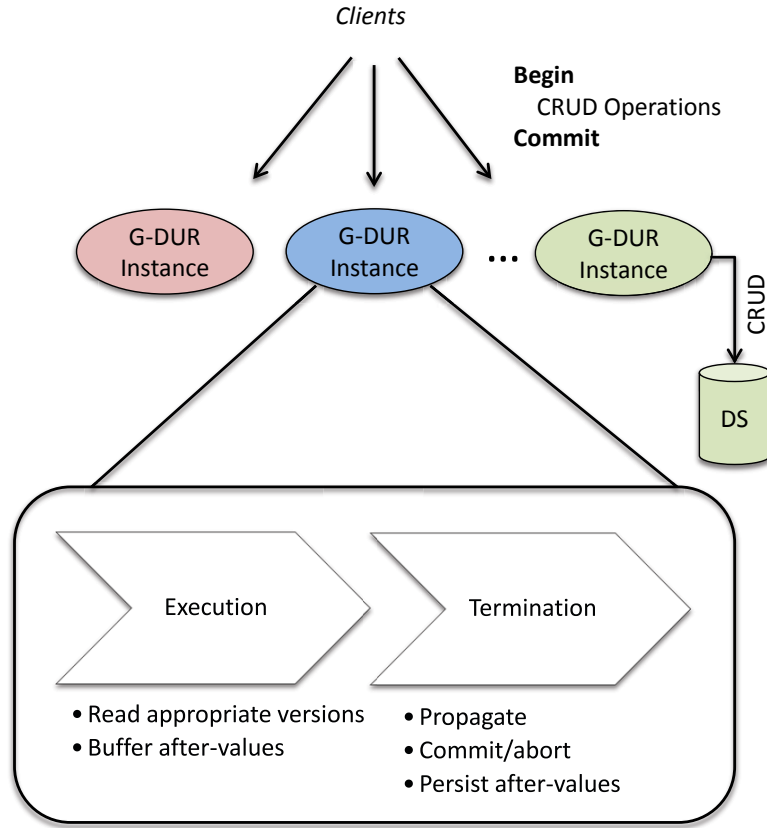 Clients
Begin
CRUD Operations
Commit
G-DUR
Instance
G-DUR
Instance
...
G-DUR
Instance
CRUD
DS
Execution
Termination
• Read appropriate versions
• Buffer after-values
• Propagate
• Commit/abort
• Persist after-values